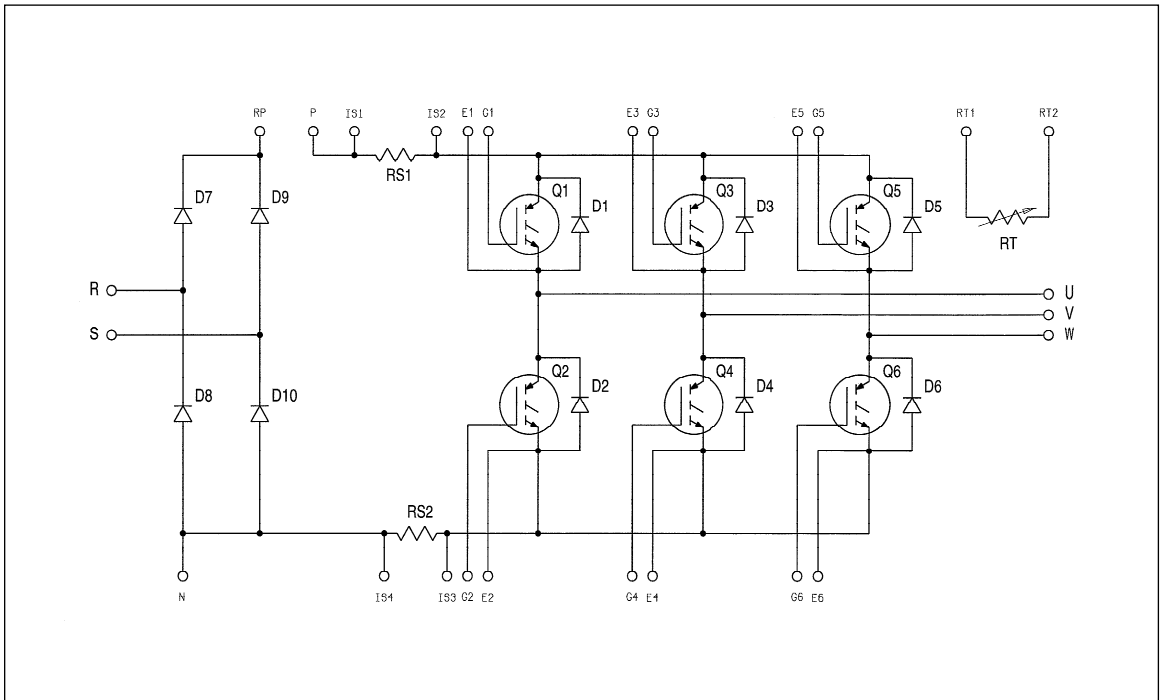 RP P IS1 IS2 E1 G1 E3 G3 E5 G5 RT1 RT2
RS1
D7 D9 Q1 D1 Q3 D3 Q5 D5
RT
R U
V
S W
D8 D10 Q2 D2 Q4 D4 Q6 D6
RS2
N IS4 IS3 G2 E2 G4 E4 G6 E6